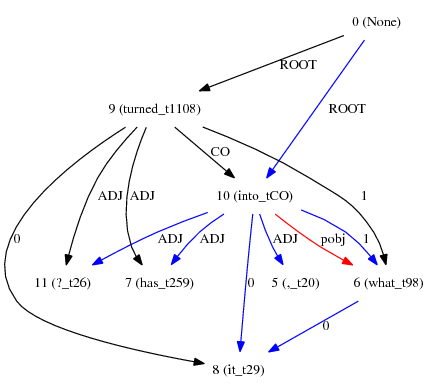 0 (None)
ROOT
9 (turned_t1108)
ROOT
CO
10 (into_tCO)
ADJ ADJ 1
0 ADJ ADJ ADJ pobj 1
11 (?_t26) 7 (has_t259) 0 5 (,_t20) 6 (what_t98)
0
8 (it_t29)